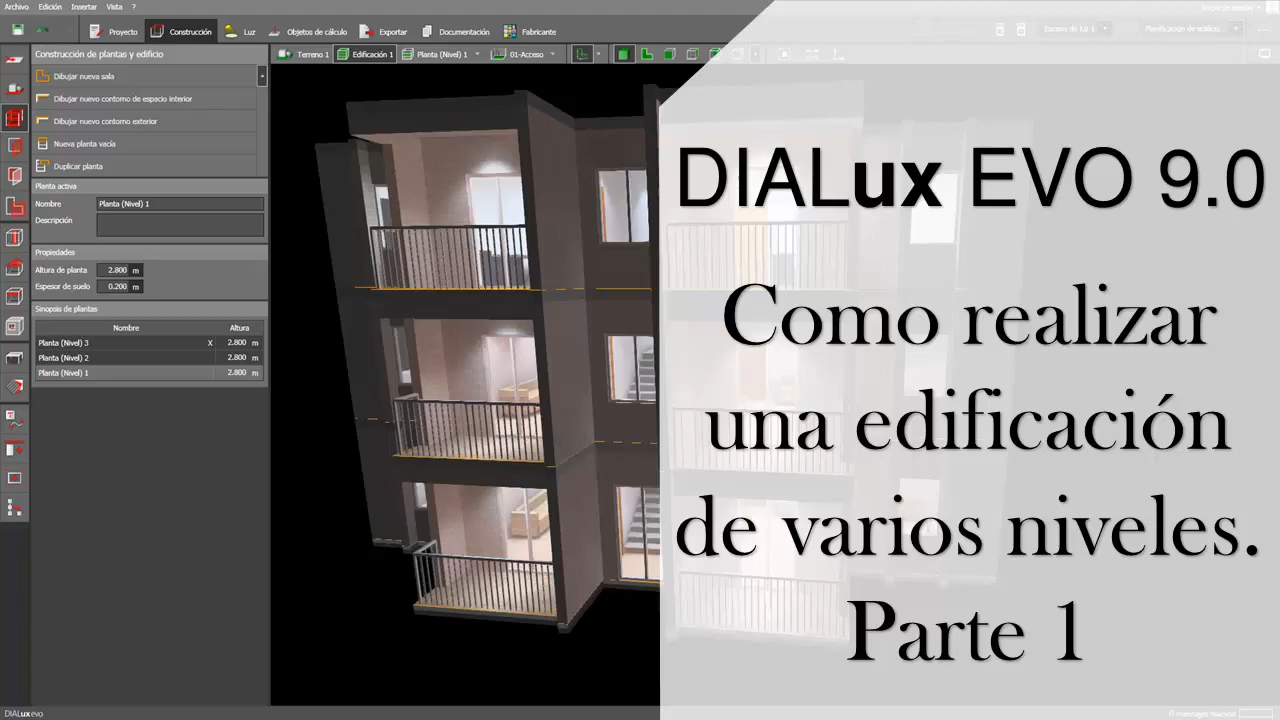 Archivo Edición Insertar Vista ?
Proyecto Construcción Luz Objetos de cálculo Exportar Documentación Fabricante
Construcción de plantas y edificio
Terreno 1 Edificación 1 Planta (Nivel) 1 01-Acceso
Dibujar nueva sala
Dibujar nuevo contorno de espacio interior
Dibujar nuevo contorno exterior
Nueva planta vacía
Duplicar planta
Planta activa
Nombre Planta (Nivel) 1
Descripción
Propiedades
Altura de planta 2.800 m
Espesor de suelo 0.200 m
Sinopsis de plantas
Nombre Altura
Planta (Nivel) 3 X 2.800 m
Planta (Nivel) 2 2.800 m
Planta (Nivel) 1 2.800 m
DIALux EVO 9.0
Como realizar
una edificación
de varios niveles.
Parte 1
DIALux evo